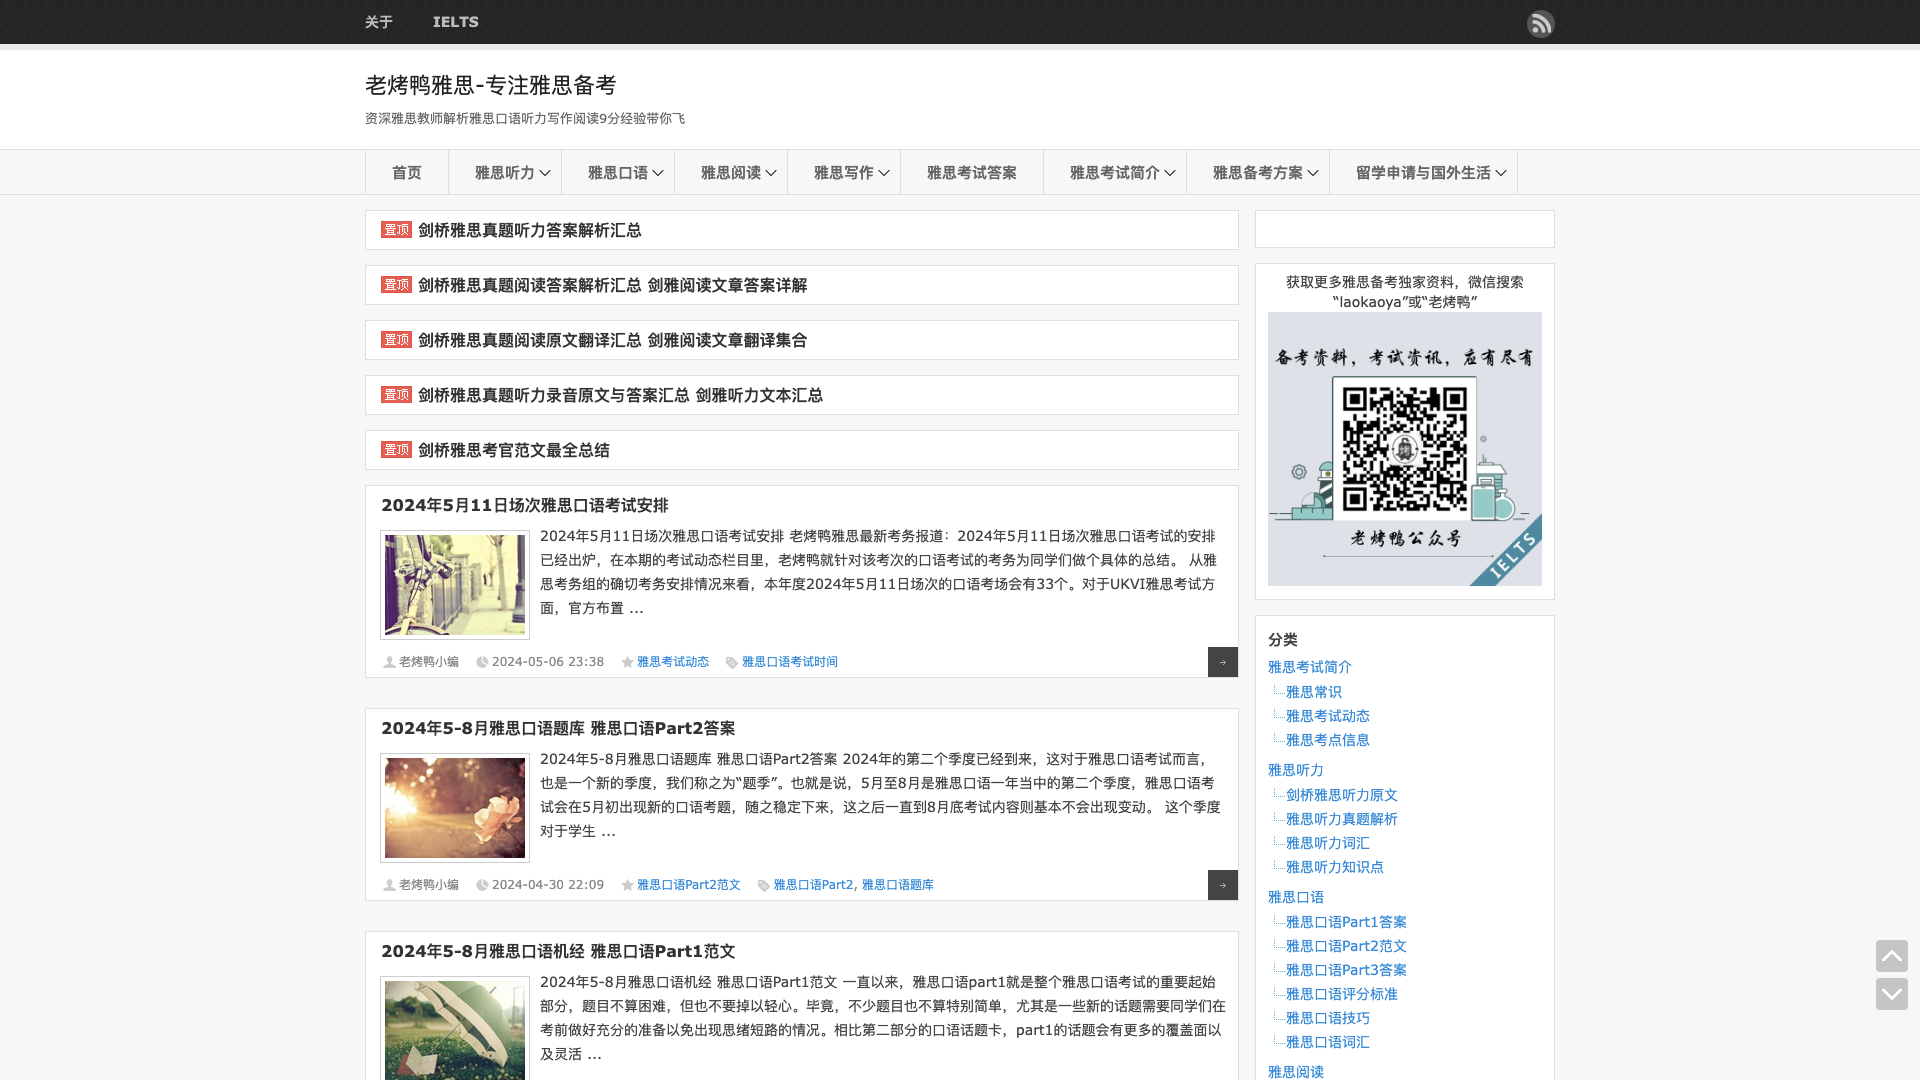 关于 IELTS
老烤鸭雅思-专注雅思备考
资深雅思教师解析雅思口语听力写作阅读9分经验带你飞
首页 雅思听力 雅思口语 雅思阅读 雅思写作 雅思考试答案 雅思考试简介 雅思备考方案 留学申请与国外生活
置顶 剑桥雅思真题听力答案解析汇总
置顶 剑桥雅思真题阅读答案解析汇总 剑雅阅读文章答案详解
置顶 剑桥雅思真题阅读原文翻译汇总 剑雅阅读文章翻译集合
置顶 剑桥雅思真题听力录音原文与答案汇总 剑雅听力文本汇总
置顶 剑桥雅思考官范文最全总结
2024年5月11日场次雅思口语考试安排
2024年5月11日场次雅思口语考试安排 老烤鸭雅思最新考务报道：2024年5月11日场次雅思口语考试的安排
已经出炉，在本期的考试动态栏目里，老烤鸭就针对该考次的口语考试的考务为同学们做个具体的总结。 从雅
思考务组的确切考务安排情况来看，本年度2024年5月11日场次的口语考场会有33个。对于UKVI雅思考试方
面，官方布置 ...
老烤鸭小编 2024-05-06 23:38 雅思考试动态 雅思口语考试时间
2024年5-8月雅思口语题库 雅思口语Part2答案
2024年5-8月雅思口语题库 雅思口语Part2答案 2024年的第二个季度已经到来，这对于雅思口语考试而言，
也是一个新的季度，我们称之为“题季”。也就是说，5月至8月是雅思口语一年当中的第二个季度，雅思口语考
试会在5月初出现新的口语考题，随之稳定下来，这之后一直到8月底考试内容则基本不会出现变动。 这个季度
对于学生 ...
老烤鸭小编 2024-04-30 22:09 雅思口语Part2范文 雅思口语Part2, 雅思口语题库
2024年5-8月雅思口语机经 雅思口语Part1范文
2024年5-8月雅思口语机经 雅思口语Part1范文 一直以来，雅思口语part1就是整个雅思口语考试的重要起始
部分，题目不算困难，但也不要掉以轻心。毕竟，不少题目也不算特别简单，尤其是一些新的话题需要同学们在
考前做好充分的准备以免出现思绪短路的情况。相比第二部分的口语话题卡，part1的话题会有更多的覆盖面以
及灵活 ...
获取更多雅思备考独家资料，微信搜索
“laokaoya”或“老烤鸭”
备考资料，考试资讯，应有尽有
老烤鸭公众号
IELTS
分类
雅思考试简介
雅思常识
雅思考试动态
雅思考点信息
雅思听力
剑桥雅思听力原文
雅思听力真题解析
雅思听力词汇
雅思听力知识点
雅思口语
雅思口语Part1答案
雅思口语Part2范文
雅思口语Part3答案
雅思口语评分标准
雅思口语技巧
雅思口语词汇
雅思阅读